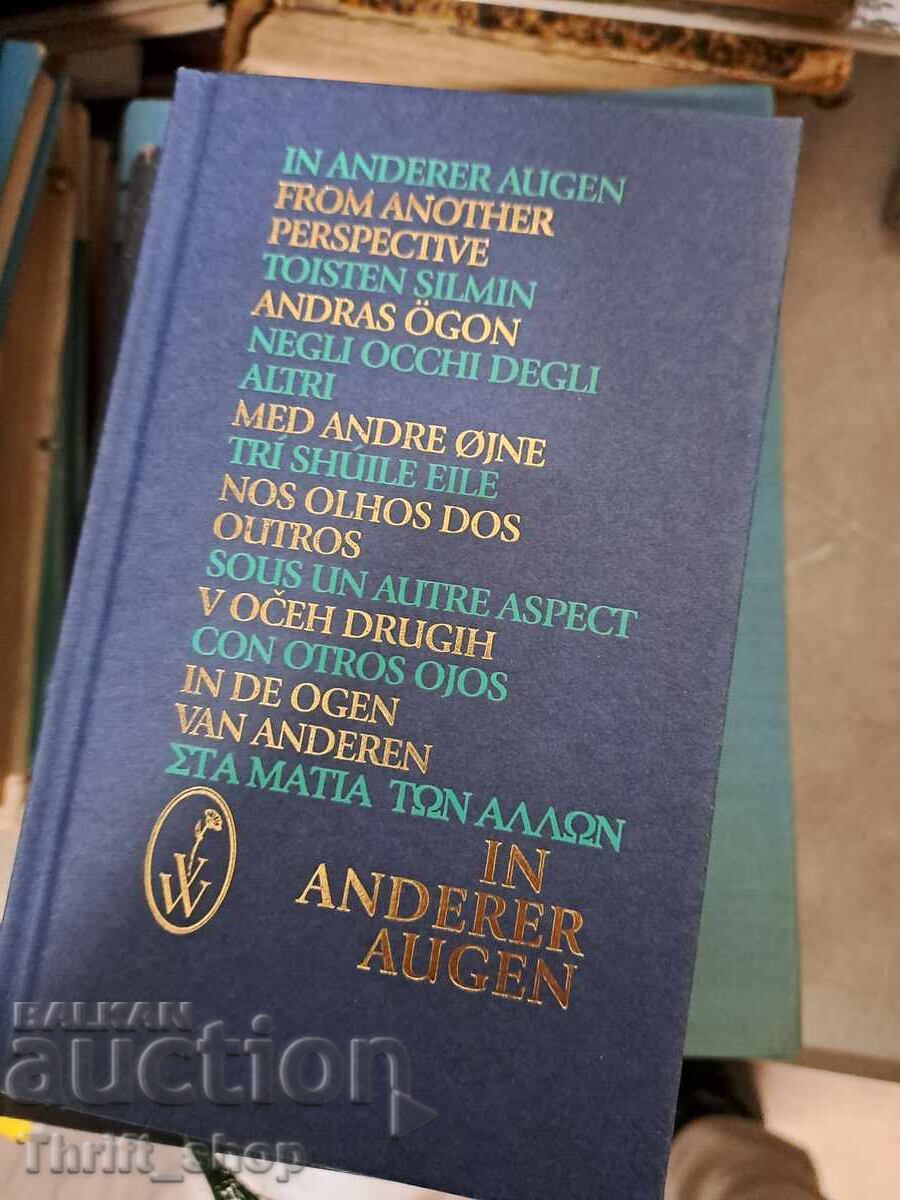 IN ANDERER AUGEN
FROM ANOTHER
PERSPECTIVE
TOISTEN SILMIN
ANDRAS ÖGON
NEGLI OCCHI DEGLI
ALTRI
MED ANDRE ØJNE
TRÍ SHÚILE EILE
NOS OLHOS DOS
OUTROS
SOUS UN AUTRE ASPECT
V OČEH DRUGIH
CON OTROS OJOS
IN DE OGEN
VAN ANDEREN
ΣΤΑ ΜΑΤΙΑ ΤΩΝ ΑΛΛΩΝ
VW
IN
ANDERER
AUGEN
BALKAN
auction
Thrift_shop